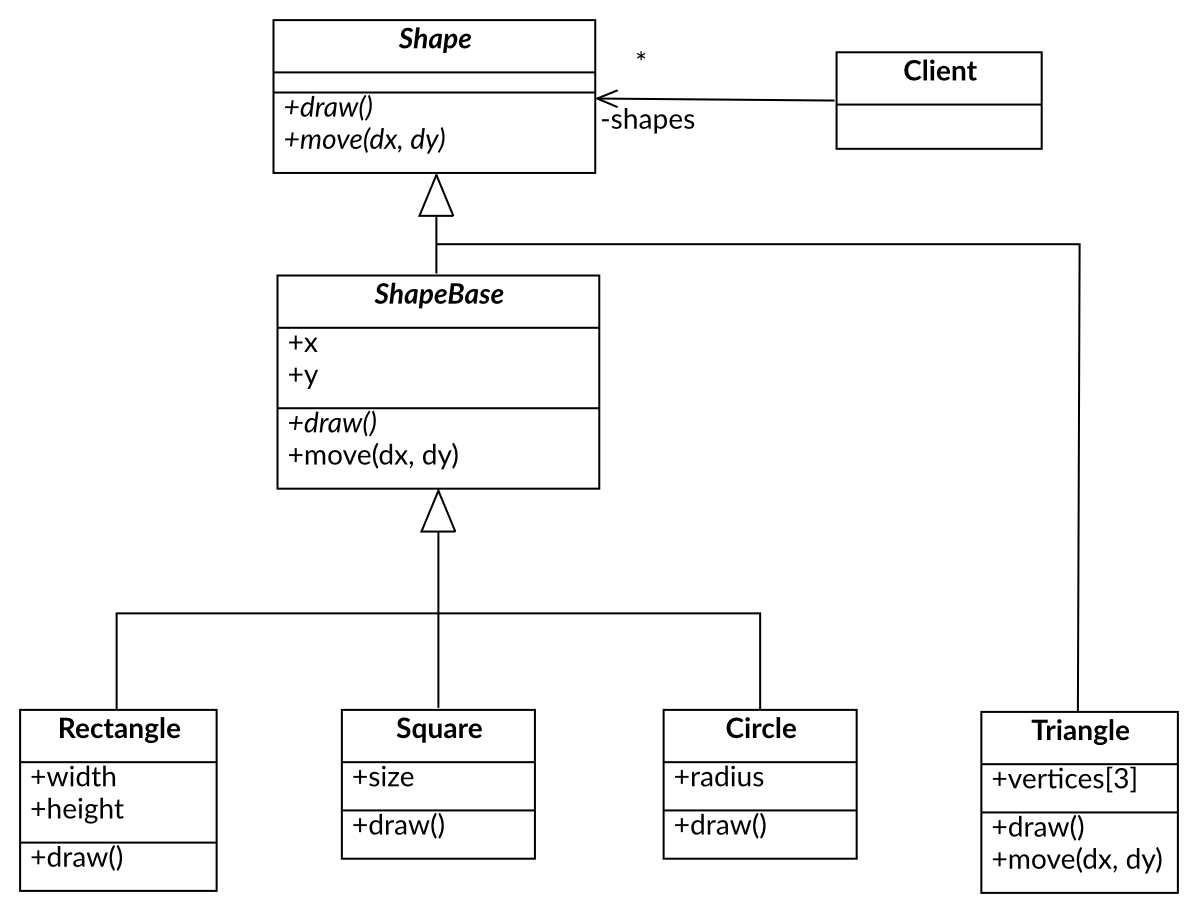 Shape
+draw()
+move(dx, dy)
*
-shapes
Client
ShapeBase
+x
+y
+draw()
+move(dx, dy)
Rectangle
+width
+height
+draw()
Square
+size
+draw()
Circle
+radius
+draw()
Triangle
+vertices[3]
+draw()
+move(dx, dy)